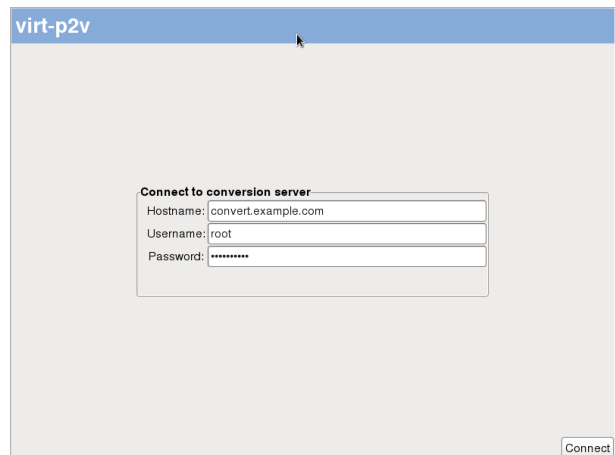 virt-p2v
Connect to conversion server
Hostname: convert.example.com
Username: root
Password: ••••••••••
Connect